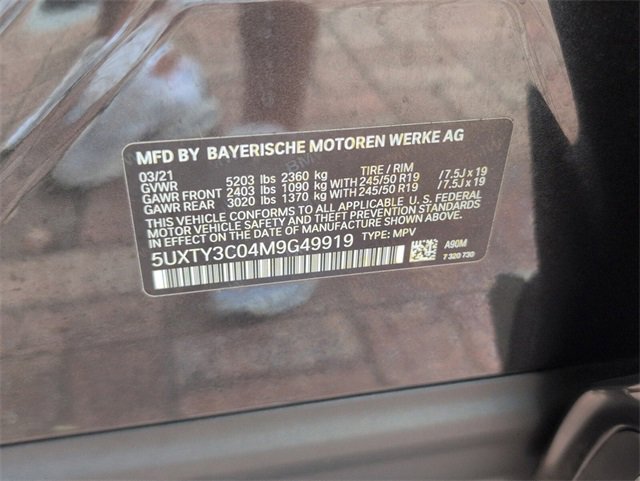 MFD BY BAYERISCHE MOTOREN WERKE AG
03/21 TIRE / RIM
GVWR 5203 lbs 2360 kg
GAWR FRONT 2403 lbs 1090 kg WITH 245/50 R19 /7.5J x 19
GAWR REAR 3020 lbs 1370 kg WITH 245/50 R19 /7.5J x 19
THIS VEHICLE CONFORMS TO ALL APPLICABLE U. S. FEDERAL
MOTOR VEHICLE SAFETY AND THEFT PREVENTION STANDARDS
IN EFFECT ON THE DATE OF MANUFACTURE SHOWN ABOVE
5UXTY3C04M9G49919 TYPE: MPV
A90M
7 320 730